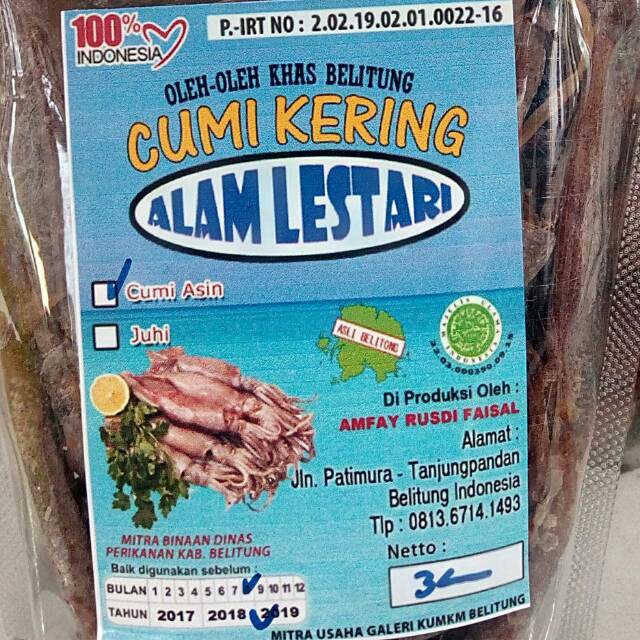 100%
INDONESIA
P.-IRT NO : 2.02.19.02.01.0022-16
OLEH-OLEH KHAS BELITUNG
CUMI KERING
ALAM LESTARI
Cumi Asin
Juhi
ASLI BELITONG
MAJELIS ULAMA
INDONESIA
Di Produksi Oleh :
AMFAY RUSDI FAISAL
Alamat :
Jln. Patimura - Tanjungpandan
Belitung Indonesia
Tlp : 0813.6714.1493
Netto :
MITRA BINAAN DINAS
PERIKANAN KAB. BELITUNG
Baik digunakan sebelum :
BULAN 1 2 3 4 5 6 7 8 9 10 11 12
TAHUN 2017 2018 2019
MITRA USAHA GALERI KUMKM BELITUNG